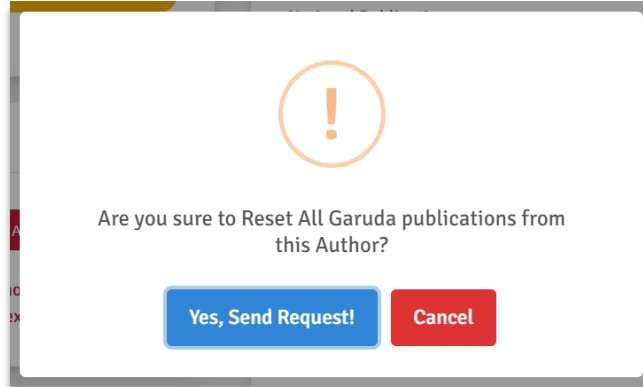 !
Are you sure to Reset All Garuda publications from
this Author?
Yes, Send Request!
Cancel